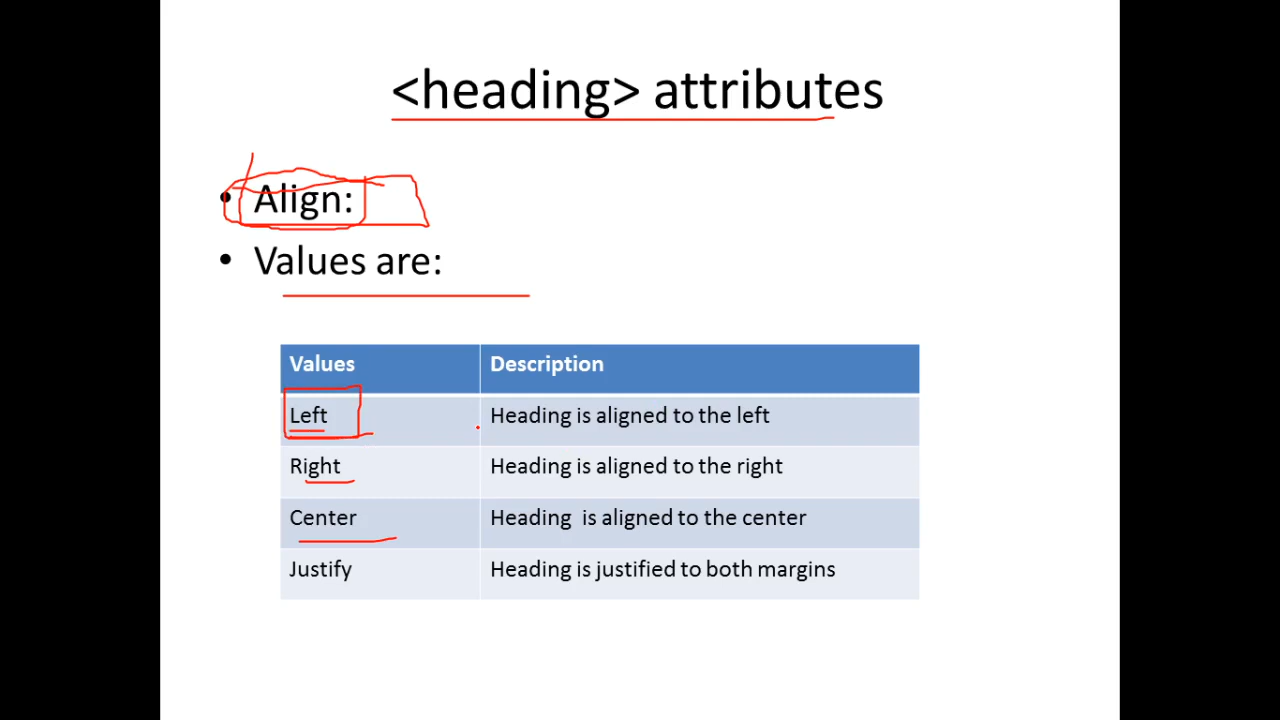 <heading> attributes
• Align:
• Values are:
Values Description
Left Heading is aligned to the left
Right Heading is aligned to the right
Center Heading  is aligned to the center
Justify Heading is justified to both margins